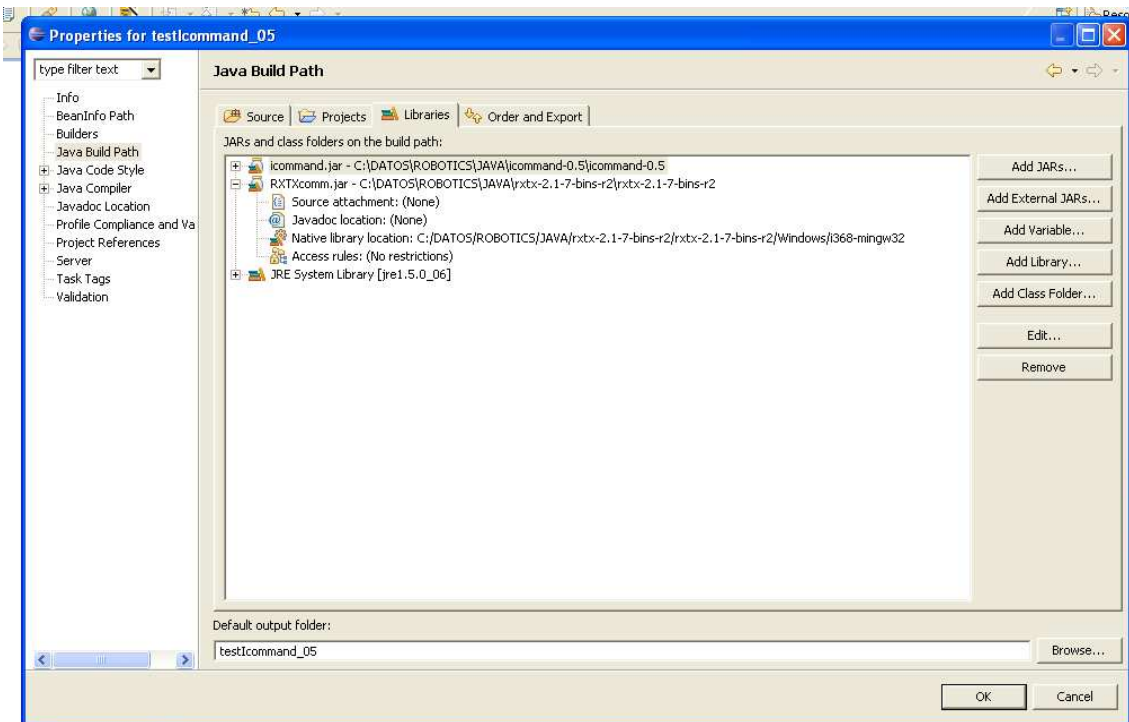 Reso
Properties for testIcommand_05
type filter text
Java Build Path
Info
BeanInfo Path
Builders
Java Build Path
Java Code Style
Java Compiler
Javadoc Location
Profile Compliance and Va
Project References
Server
Task Tags
Validation
Source Projects Libraries Order and Export
JARs and class folders on the build path:
icommand.jar - C:\DATOS\ROBOTICS\JAVA\icommand-0.5\icommand-0.5
RXTXcomm.jar - C:\DATOS\ROBOTICS\JAVA\rxtx-2.1-7-bins-r2\rxtx-2.1-7-bins-r2
Source attachment: (None)
Javadoc location: (None)
Native library location: C:/DATOS/ROBOTICS/JAVA/rxtx-2.1-7-bins-r2/rxtx-2.1-7-bins-r2/Windows/i368-mingw32
Access rules: (No restrictions)
JRE System Library [jre1.5.0_06]
Add JARs...
Add External JARs...
Add Variable...
Add Library...
Add Class Folder...
Edit...
Remove
Default output folder:
testIcommand_05
Browse...
OK Cancel